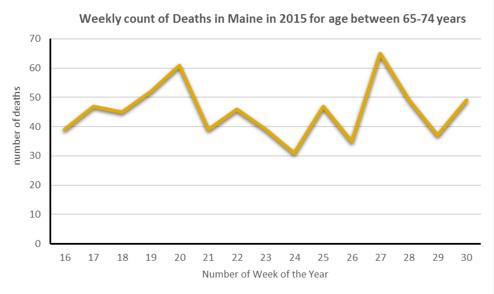 Weekly count of Deaths in Maine in 2015 for age between 65-74 years
70
60
50
40
30
20
10
0
number of deaths
16 17 18 19 20 21 22 23 24 25 26 27 28 29 30
Number of Week of the Year